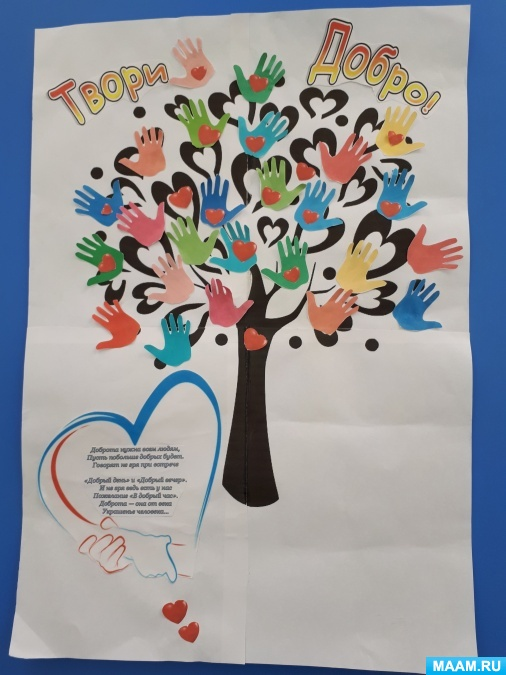 Твори Добро!
Доброта нужна всем людям,
Пусть побольше добрых будет.
Говорят не зря при встрече
«Добрый день» и «Добрый вечер».
И не зря ведь есть у нас
Пожелание «В добрый час».
Доброта — она от века
Украшенье человека...
MAAM.RU